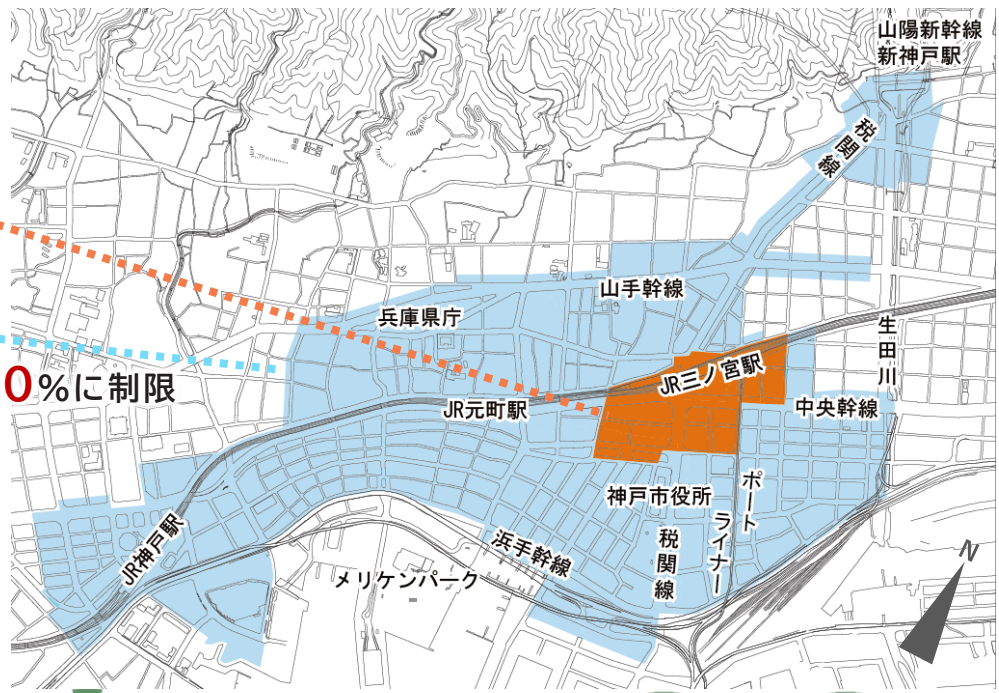 山陽新幹線
新神戸駅
税関線
山手幹線
兵庫県庁
生田川
JR三ノ宮駅
0%に制限
JR元町駅
中央幹線
神戸市役所
ポートライナー
税関線
浜手幹線
JR神戸駅
メリケンパーク
N